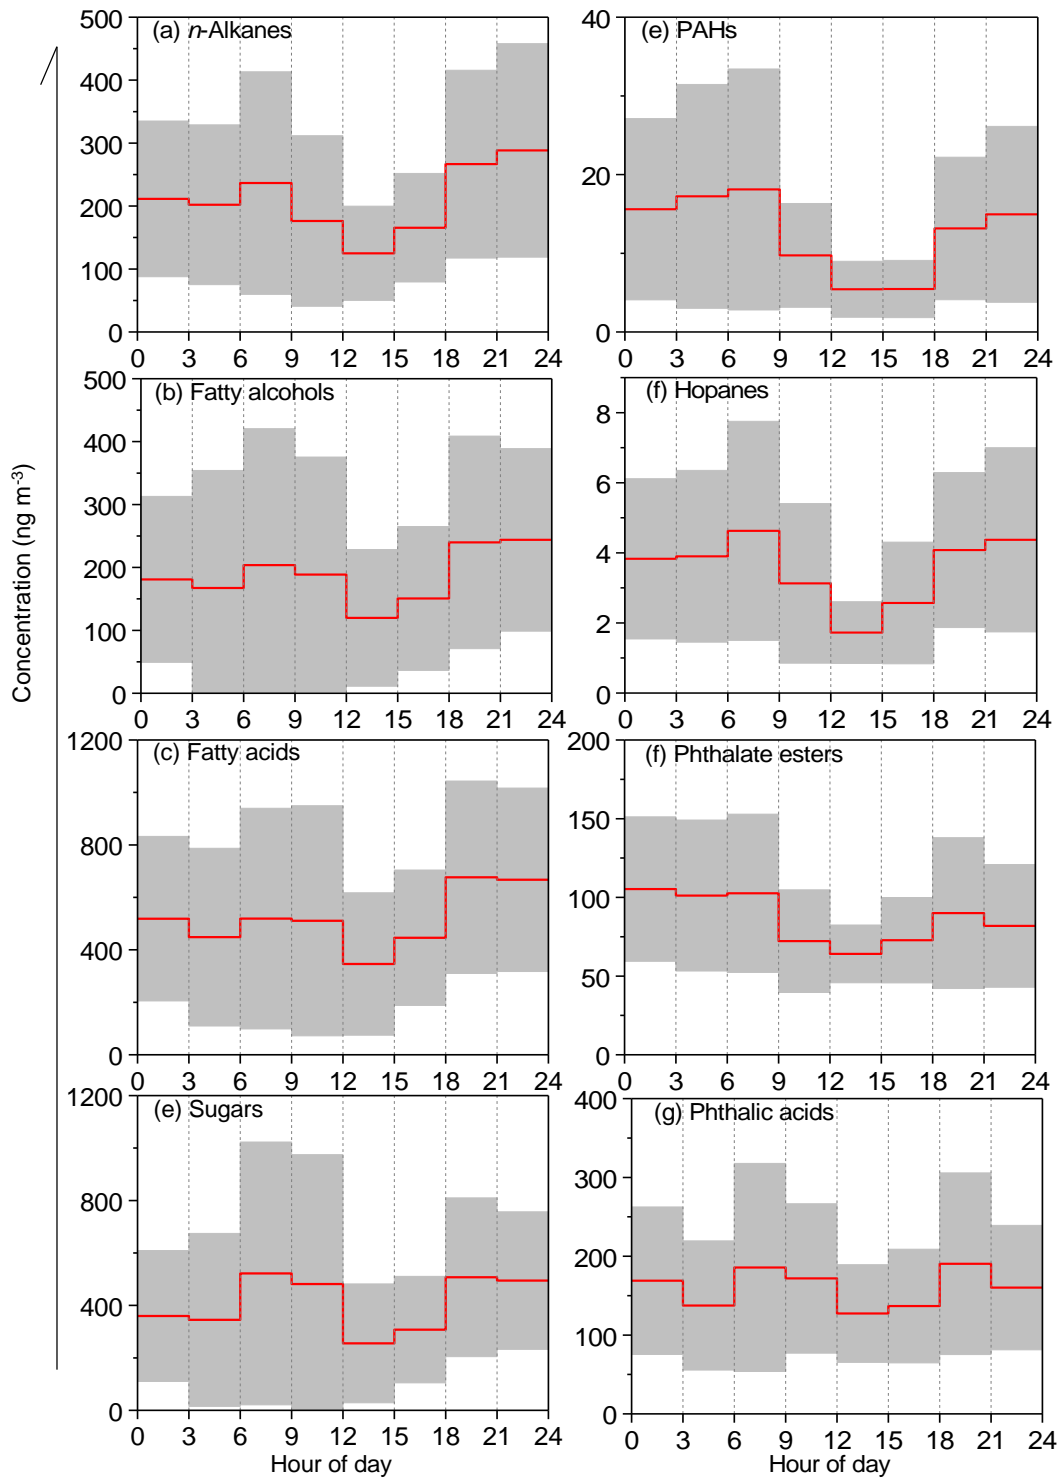 Concentration (ng m-3)
(a) n-Alkanes
500
400
300
200
100
0
0 3 6 9 12 15 18 21 24
(e) PAHs
40
20
0
0 3 6 9 12 15 18 21 24
(b) Fatty alcohols
500
400
300
200
100
0
0 3 6 9 12 15 18 21 24
(f) Hopanes
8
6
4
2
0
0 3 6 9 12 15 18 21 24
(c) Fatty acids
1200
800
400
0
0 3 6 9 12 15 18 21 24
(f) Phthalate esters
200
150
100
50
0
0 3 6 9 12 15 18 21 24
(e) Sugars
1200
800
400
0
0 3 6 9 12 15 18 21 24
Hour of day
(g) Phthalic acids
400
300
200
100
0
0 3 6 9 12 15 18 21 24
Hour of day